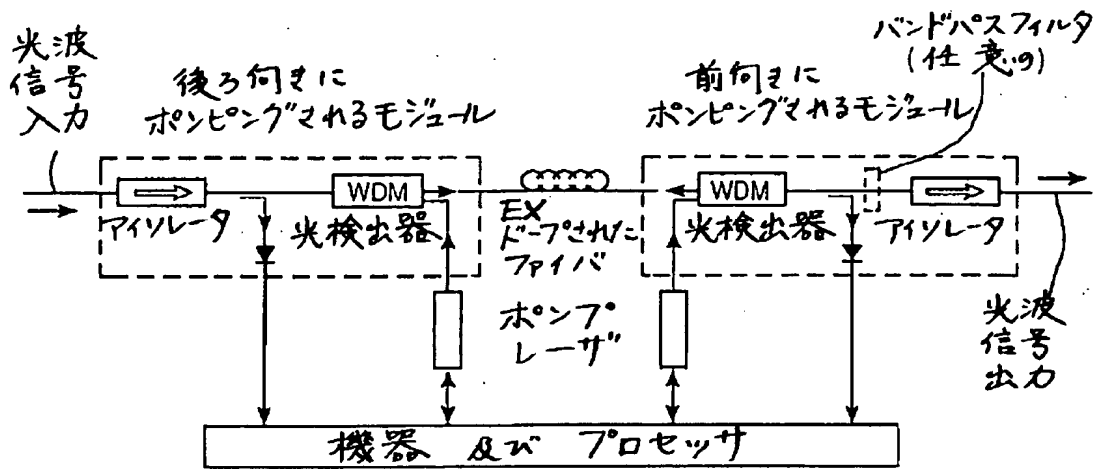 光波
信号
入力
後ろ向きに
ポンピングされるモジュール
前向きに
ポンピングされるモジュール
バンドパスフィルタ
(任意の)
アイソレータ
WDM
光検出器
EX
ドープされた
ファイバ
WDM
光検出器
アイソレータ
ポンプ
レーザ
光波
信号
出力
機器 及び プロセッサ